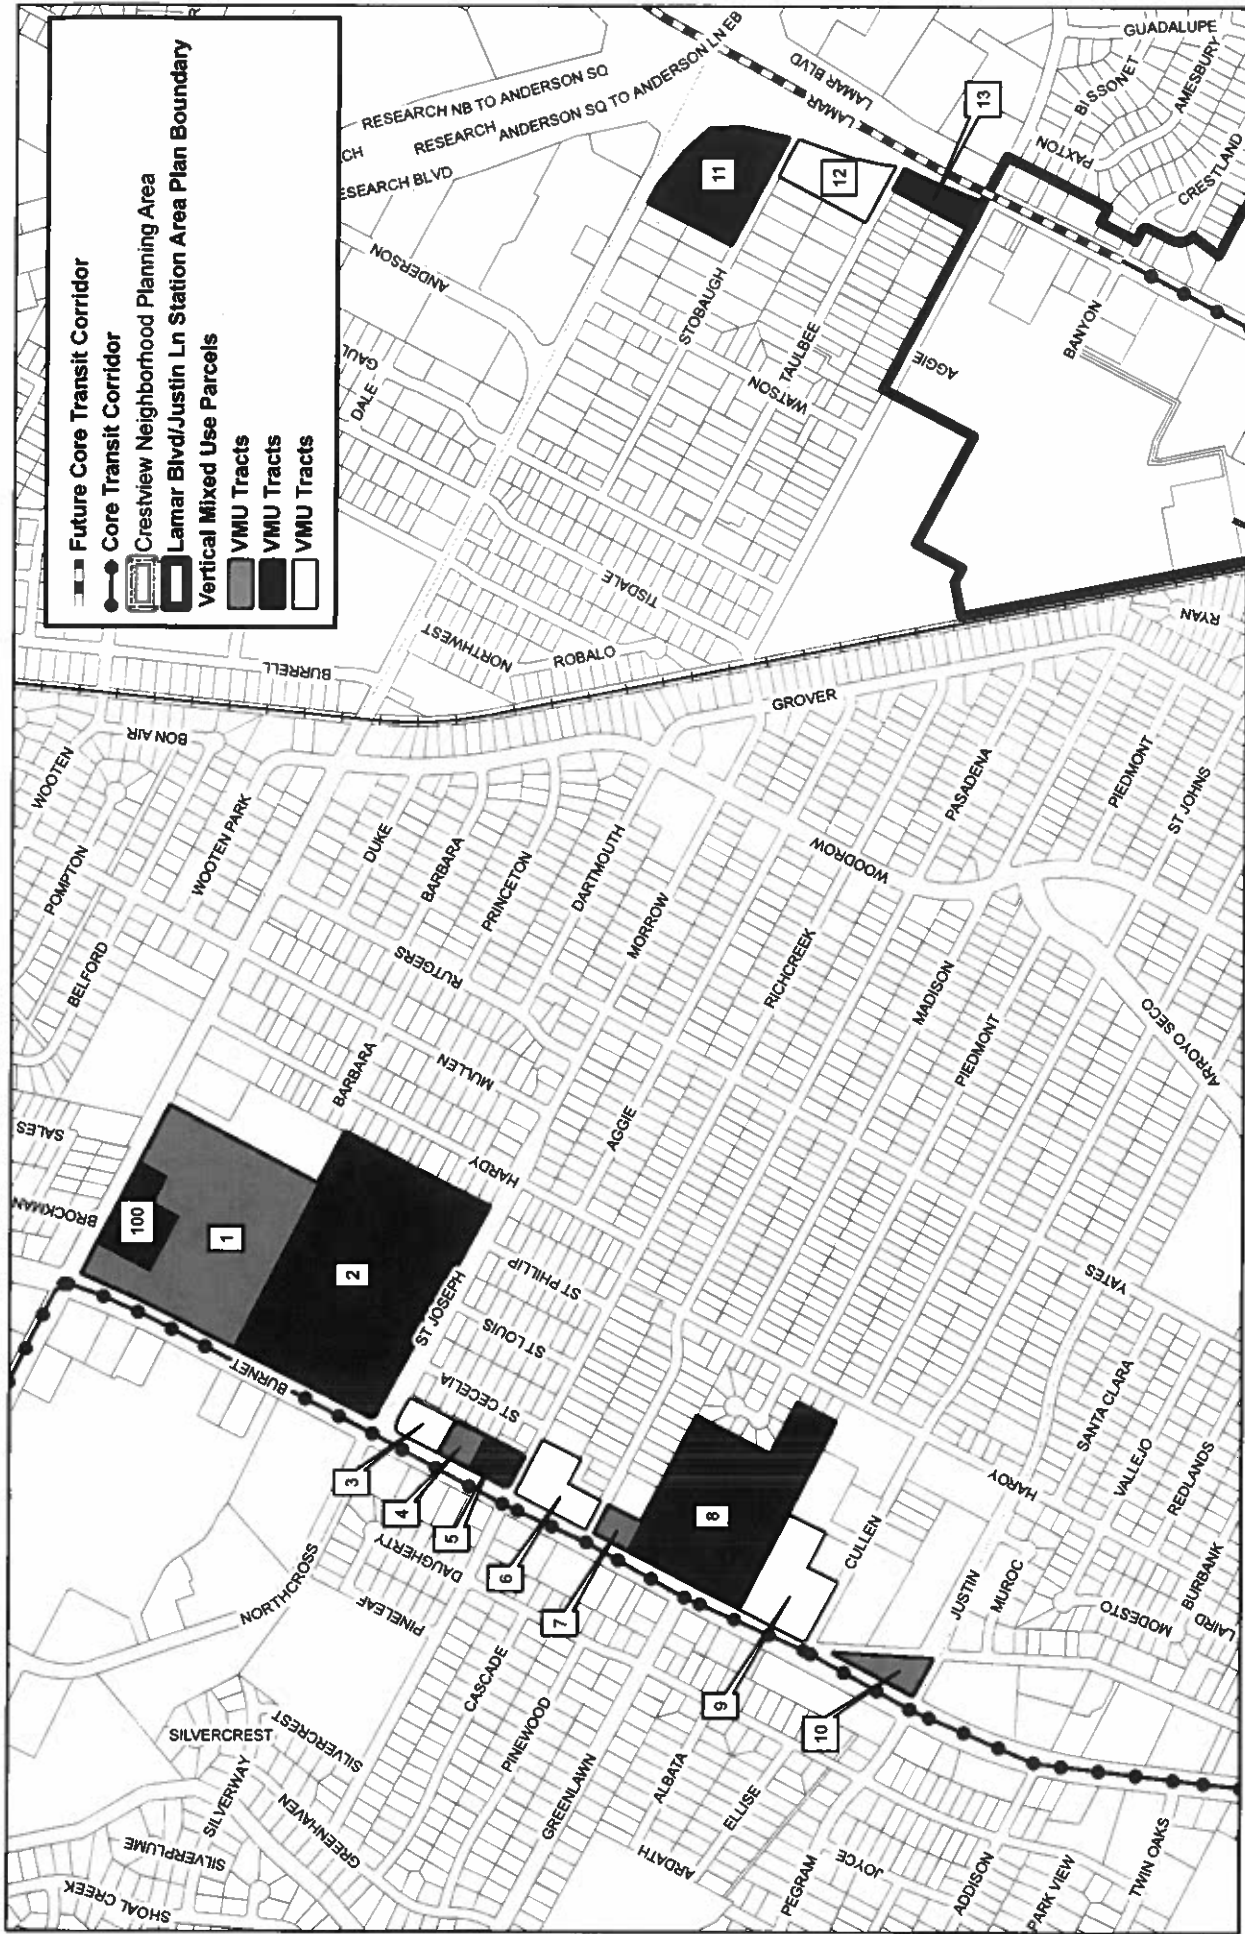 Future Core Transit Corridor
Core Transit Corridor
Crestview Neighborhood Planning Area
Lamar Blvd/Justin Ln Station Area Plan Boundary
Vertical Mixed Use Parcels
VMU Tracts
VMU Tracts
VMU Tracts
SHOAL CREEK
SILVERPLUME
SILVERWAY
SILVERCREST
SILVERCREST
GREENHAVEN
NORTHCROSS
PINELEAF
DAUGHERTY
CASCADE
PINEWOOD
GREENLAWN
ALBATA
ELLISE
ARDATH
PEGRAM
JOYCE
ADDISON
PARK VIEW
TWIN OAKS
BURNET
BROCKMAN
SALES
BELFORD
POMPTON
WOOTEN
BON AIR
WOOTEN PARK
BURRELL
100
1
2
3
4
5
6
7
8
9
10
ST JOSEPH
ST CECELIA
ST LOUIS
ST PHILLIP
HARDY
BARBARA
MULLEN
RUTGERS
DUKE
BARBARA
PRINCETON
DARTMOUTH
MORROW
AGGIE
RICHCREEK
MADISON
PIEDMONT
WOODROW
PASADENA
PIEDMONT
ST JOHNS
ARROYO SECO
GROVER
RYAN
YATES
CULLEN
HARDY
JUSTIN
MUROC
MODESTO
SANTA CLARA
VALLEJO
REDLANDS
BURBANK
LAIRD
NORTHWEST
ROBALO
TISDALE
GAUL
DALE
ANDERSON
STOBAUGH
WATSON
TAULBEE
AGGIE
BANYON
11
12
13
RCH
ESEARCH BLVD
RESEARCH
RESEARCH NB TO ANDERSON SQ
ANDERSON SQ TO ANDERSON LN EB
LAMAR
LAMAR BLVD
GUADALUPE
BISSONET
PAXTON
AMESBURY
CRESTLAND